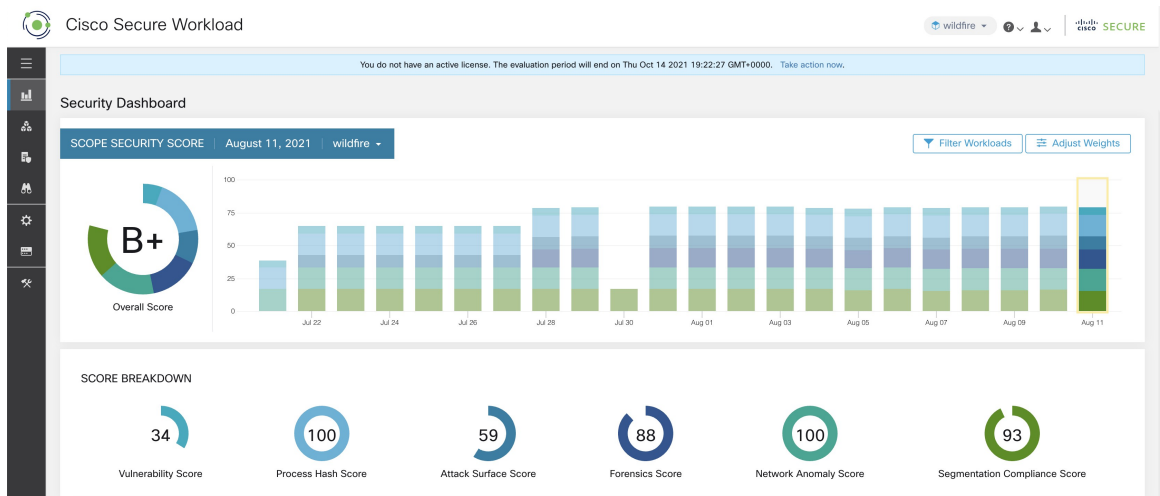 Cisco Secure Workload
wildfire
CISCO SECURE
You do not have an active license. The evaluation period will end on Thu Oct 14 2021 19:22:27 GMT+0000. Take action now.
Security Dashboard
SCOPE SECURITY SCORE August 11, 2021 wildfire
Filter Workloads
Adjust Weights
B+
Overall Score
100
75
50
25
0
Jul 22 Jul 24 Jul 26 Jul 28 Jul 30 Aug 01 Aug 03 Aug 05 Aug 07 Aug 09 Aug 11
SCORE BREAKDOWN
34 100 59 88 100 93
Vulnerability Score Process Hash Score Attack Surface Score Forensics Score Network Anomaly Score Segmentation Compliance Score